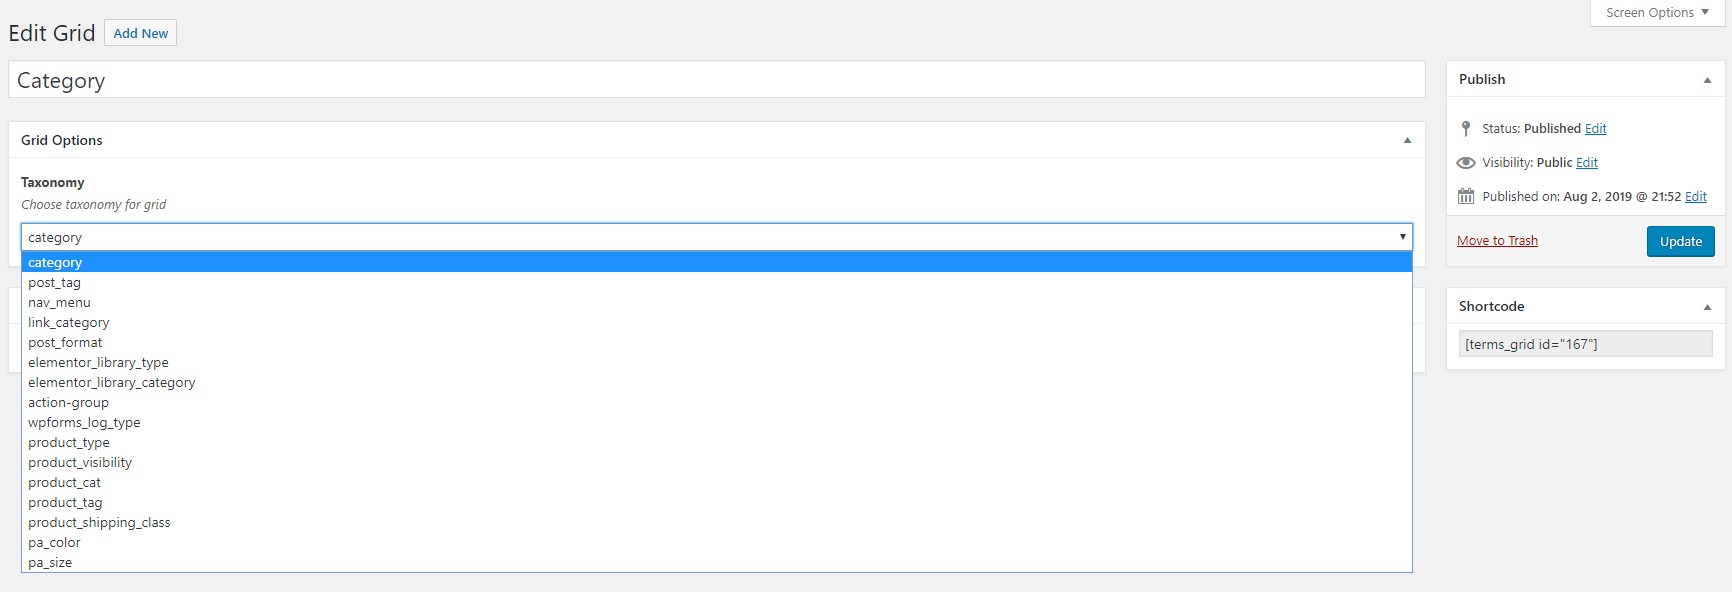 Screen Options
Edit Grid Add New
Category
Grid Options
Taxonomy
Choose taxonomy for grid
category
category
post_tag
nav_menu
link_category
post_format
elementor_library_type
elementor_library_category
action-group
wpforms_log_type
product_type
product_visibility
product_cat
product_tag
product_shipping_class
pa_color
pa_size
Publish
Status: Published Edit
Visibility: Public Edit
Published on: Aug 2, 2019 @ 21:52 Edit
Move to Trash Update
Shortcode
[terms_grid id="167"]